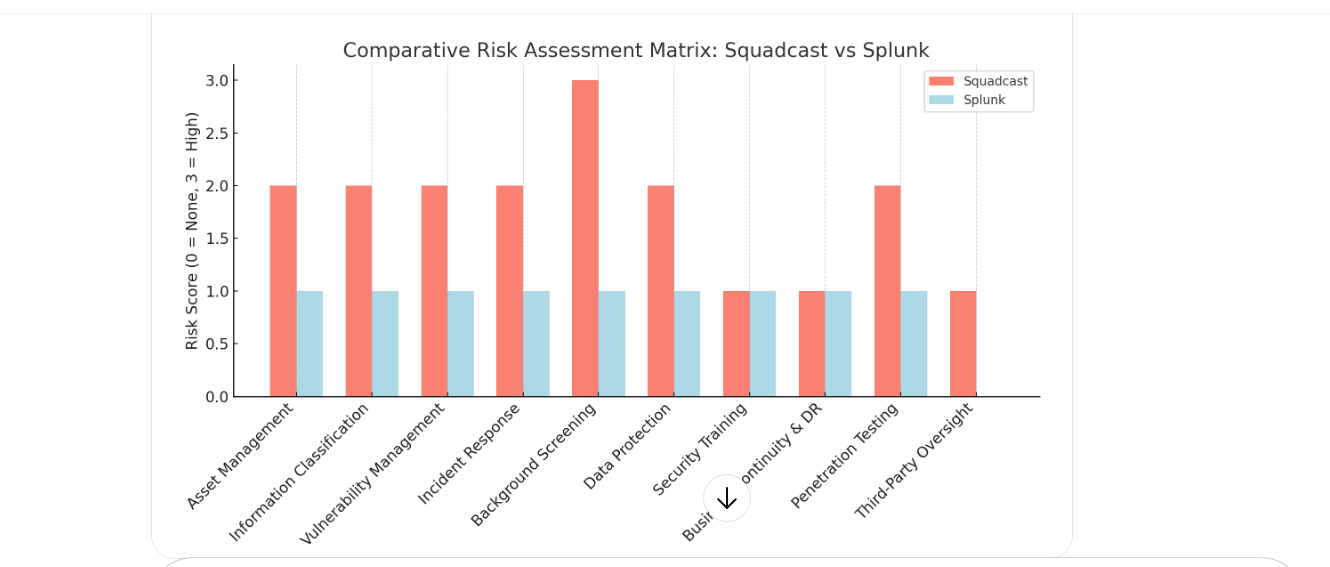 Comparative Risk Assessment Matrix: Squadcast vs Splunk
Squadcast
Splunk
Risk Score (0 = None, 3 = High)
3.0
2.5
2.0
1.5
1.0
0.5
0.0
Asset Management
Information Classification
Vulnerability Management
Incident Response
Background Screening
Data Protection
Security Training
& DR
Penetration Testing
Third-Party Oversight